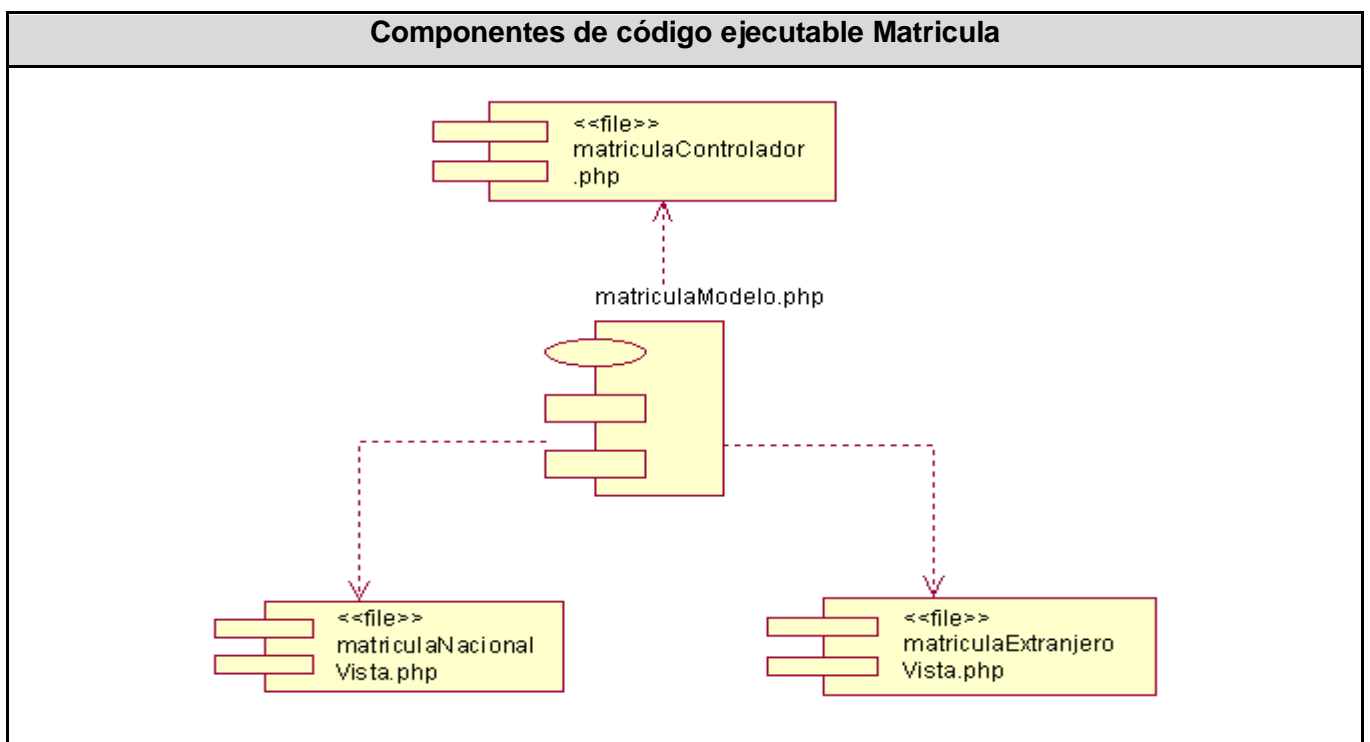 Componentes de código ejecutable Matricula
<<file>>
matriculaControlador
.php
matriculaModelo.php
<<file>>
matriculaNacional
Vista.php
<<file>>
matriculaExtranjero
Vista.php